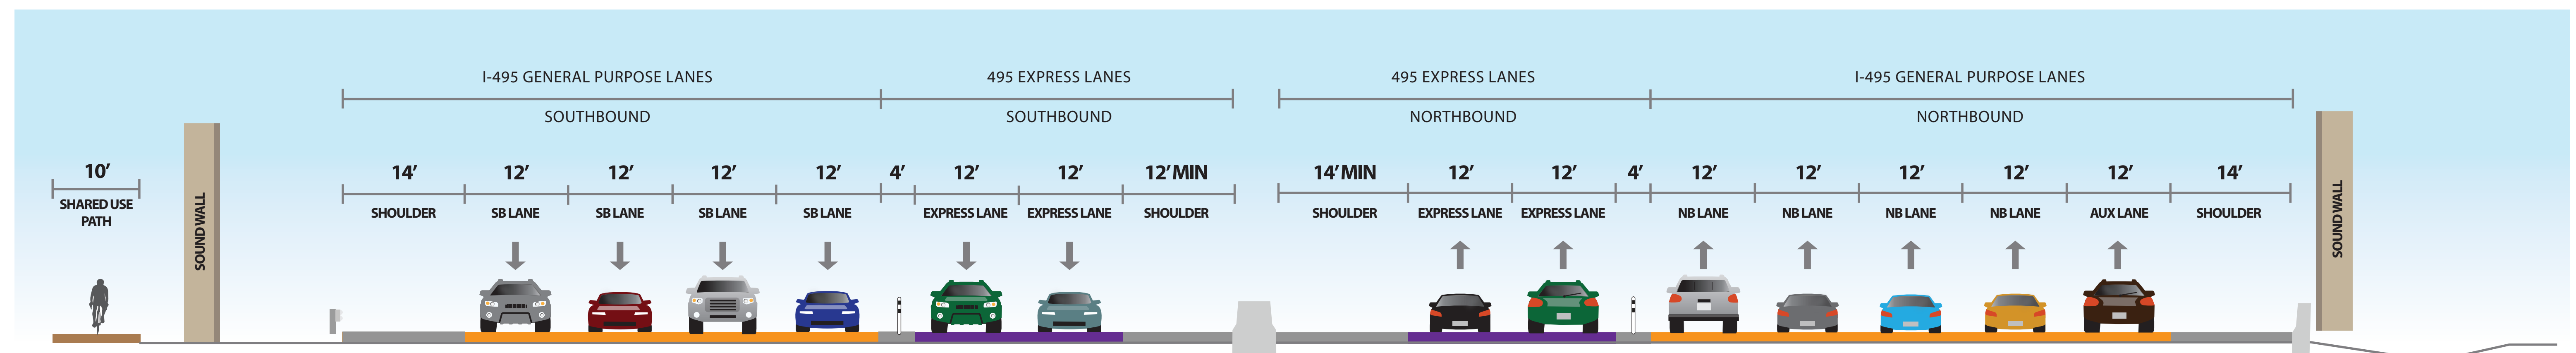 I-495 GENERAL PURPOSE LANES
495 EXPRESS LANES
495 EXPRESS LANES
I-495 GENERAL PURPOSE LANES
SOUTHBOUND
SOUTHBOUND
NORTHBOUND
NORTHBOUND
10’
14’
12’
12’
12’
12’
4’
12’
12’
12’ MIN
14’ MIN
12’
12’
4’
12’
12’
12’
12’
12’
14’
SHARED USE
PATH
SOUND WALL
SHOULDER
SB LANE
SB LANE
SB LANE
SB LANE
EXPRESS LANE
EXPRESS LANE
SHOULDER
SHOULDER
EXPRESS LANE
EXPRESS LANE
NB LANE
NB LANE
NB LANE
NB LANE
AUX LANE
SHOULDER
SOUND WALL